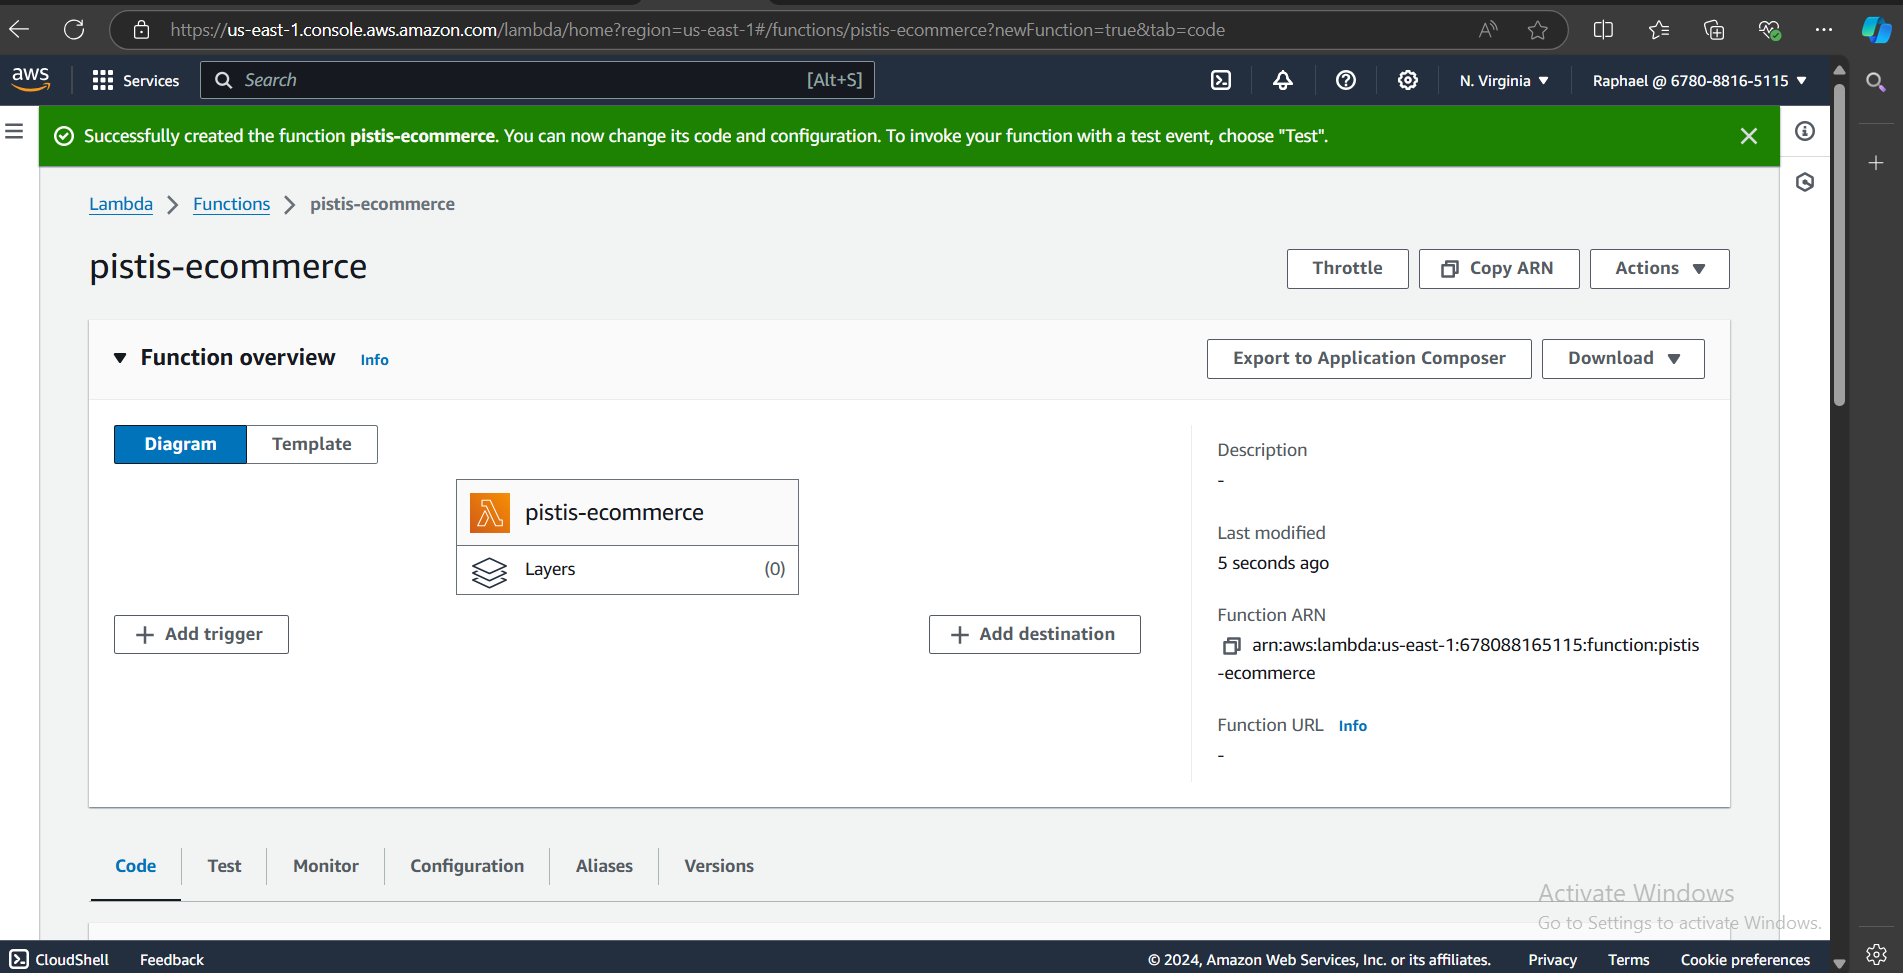 https://us-east-1.console.aws.amazon.com/lambda/home?region=us-east-1#/functions/pistis-ecommerce?newFunction=true&tab=code
aws
Services
Search
[Alt+S]
N. Virginia
Raphael @ 6780-8816-5115
Successfully created the function pistis-ecommerce. You can now change its code and configuration. To invoke your function with a test event, choose "Test".
Lambda
Functions
pistis-ecommerce
pistis-ecommerce
Throttle
Copy ARN
Actions
Function overview
Info
Export to Application Composer
Download
Diagram
Template
pistis-ecommerce
Layers
(0)
Add trigger
Add destination
Description
-
Last modified
5 seconds ago
Function ARN
arn:aws:lambda:us-east-1:678088165115:function:pistis
-ecommerce
Function URL
Info
-
Code
Test
Monitor
Configuration
Aliases
Versions
Activate Windows
Go to Settings to activate Windows.
CloudShell
Feedback
© 2024, Amazon Web Services, Inc. or its affiliates.
Privacy
Terms
Cookie preferences